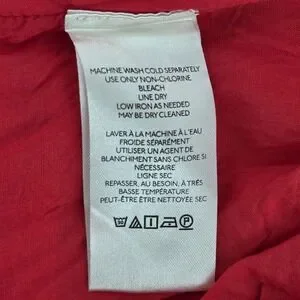 MACHINE WASH COLD SEPARATELY
USE ONLY NON-CHLORINE
BLEACH
LINE DRY
LOW IRON AS NEEDED
MAY BE DRY CLEANED
LAVER À LA MACHINE À L'EAU
FROIDE SÉPARÉMENT
UTILISER UN AGENT DE
BLANCHIMENT SANS CHLORE SI
NÉCESSAIRE
LIGNE SEC
REPASSER, AU BESOIN, À TRÈS
BASSE TEMPÉRATURE
PEUT-ÊTRE ÊTRE NETTOYÉE SEC